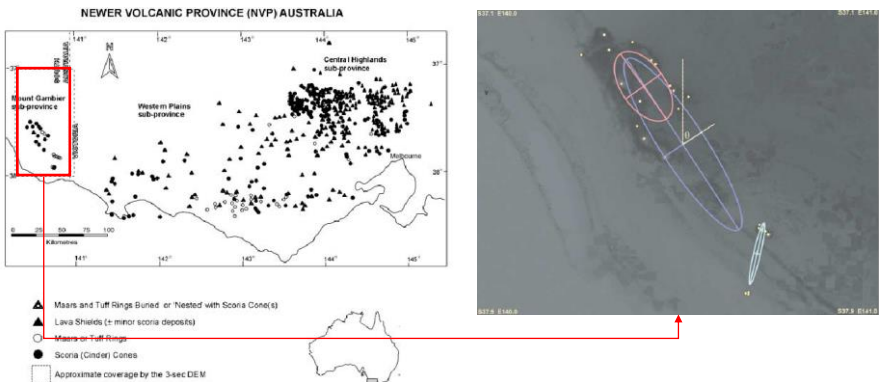 NEWER VOLCANIC PROVINCE (NVP) AUSTRALIA
141° 142° 143° 144° 145°
N
Central Highlands
sub-province
37°
Mount Gambier
sub-province
Western Plains
sub-province
Melbourne
38°
0 25 50 75 100
Kilometres
141 142 143 144 145
Maars and Tuff Rings Buried or 'Nested' with Scoria Cone(s)
Lava Shields (± minor scoria deposits)
Maars or Tuff Rings
Scoria (Cinder) Cones
Approximate coverage by the 3-sec DEM
S37.1 E140.0
S37.1 E141.0
θ
S37.9 E140.0
S37.9 E141.0